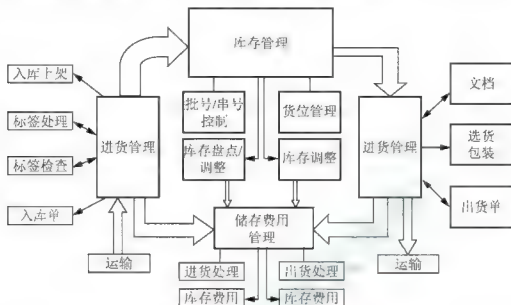 库存管理
入库上架
标签处理
标签检查
入库单
进货管理
批号/串号
控制
货位管理
库存盘点/
调整
库存调整
进货管理
文档
选货
包装
出货单
储存费用
管理
运输
进货处理
出货处理
运输
库存费用
库存费用